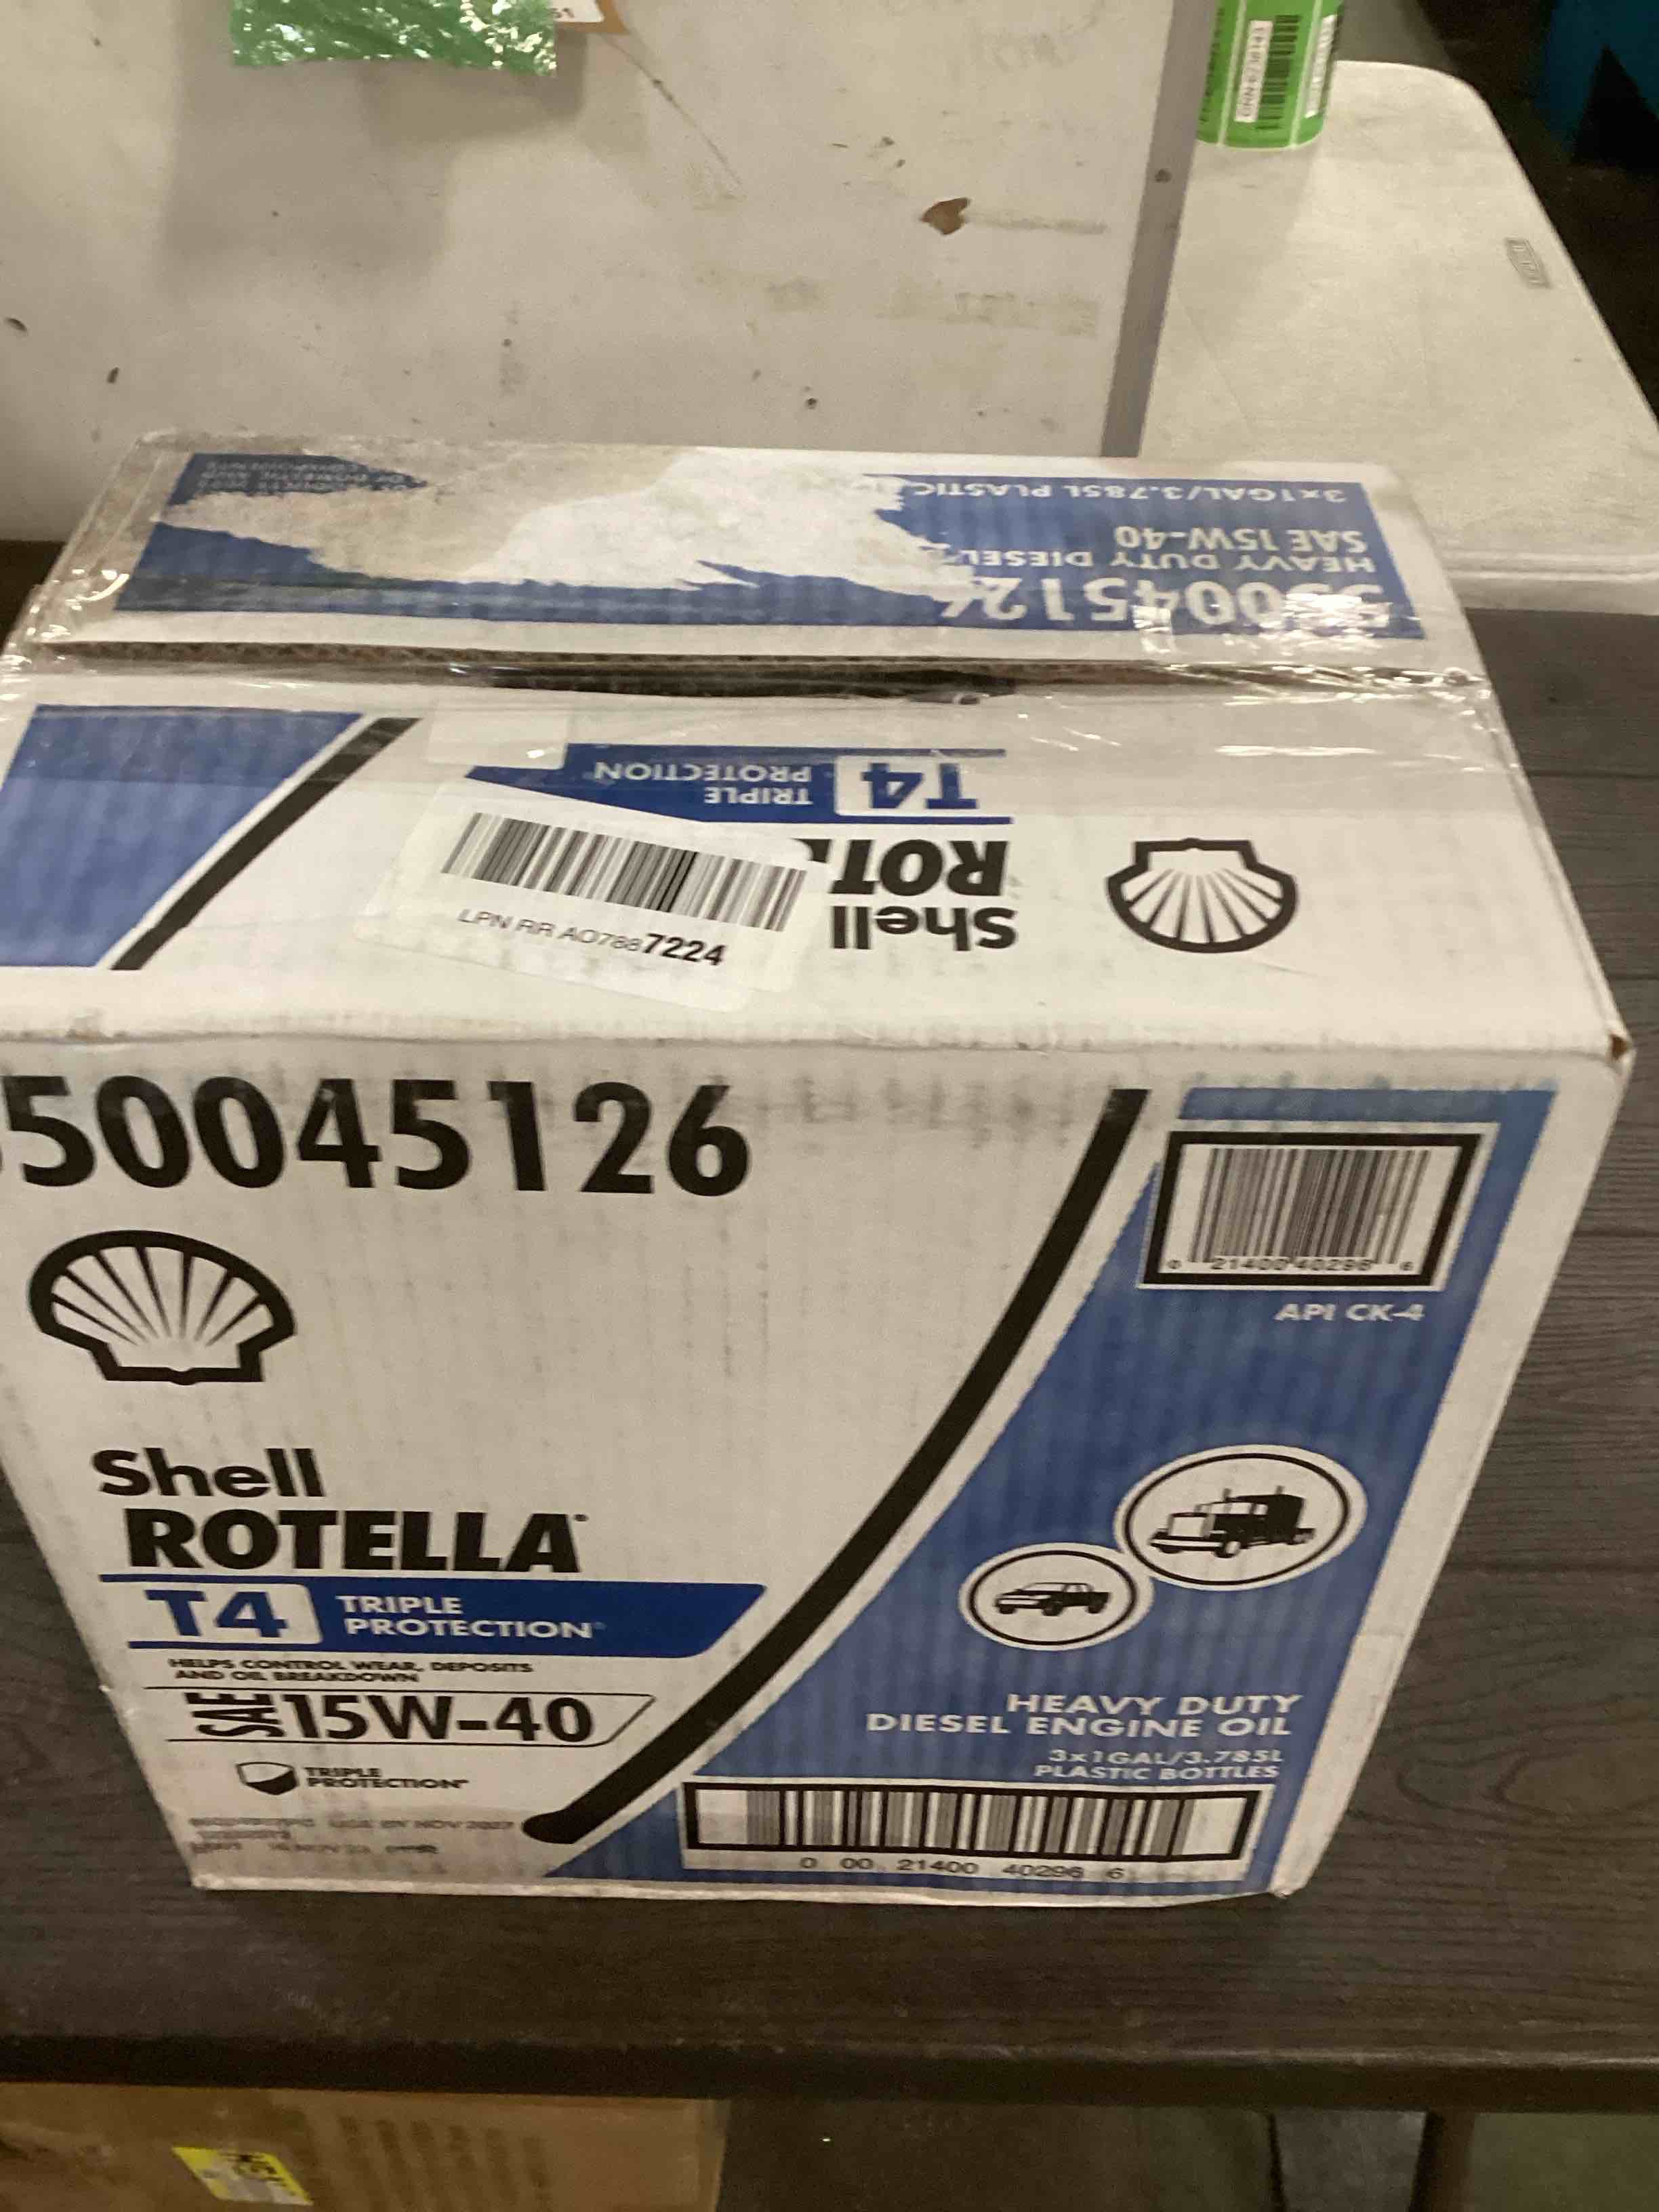 51
3x1GAL/3.785L PLASTIC
SAE 15W-40
HEAVY DUTY DIESEL
550045126
TRIPLE
PROTECTION
T4
Shell
LPN RR AO7887224
50045126
0 21400 40296 6
API CK-4
Shell
ROTELLA
T4 TRIPLE
PROTECTION
HELPS CONTROL WEAR, DEPOSITS
AND OIL BREAKDOWN
SAE 15W-40
TRIPLE
PROTECTION
HEAVY DUTY
DIESEL ENGINE OIL
3x1GAL/3.785L
PLASTIC BOTTLES
0 00 21400 40296 6